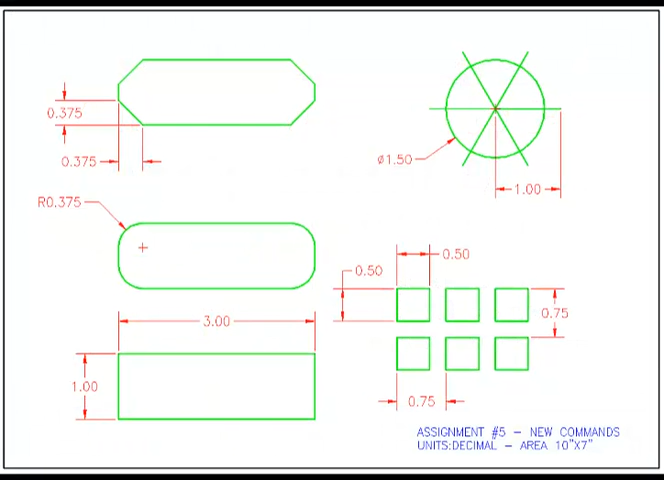 0.375
0.375
ø1.50
1.00
R0.375
0.50
0.50
3.00
0.75
1.00
0.75
ASSIGNMENT #5 - NEW COMMANDS
UNITS:DECIMAL - AREA 10"X7"